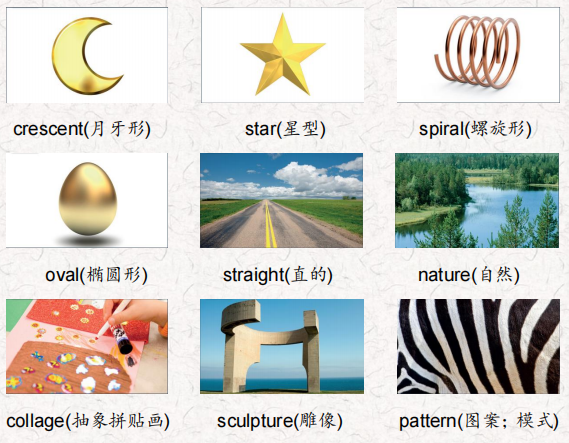 crescent(月牙形) star(星型) spiral(螺旋形)
oval(椭圆形) straight(直的) nature(自然)
collage(抽象拼贴画) sculpture(雕像) pattern(图案；模式)